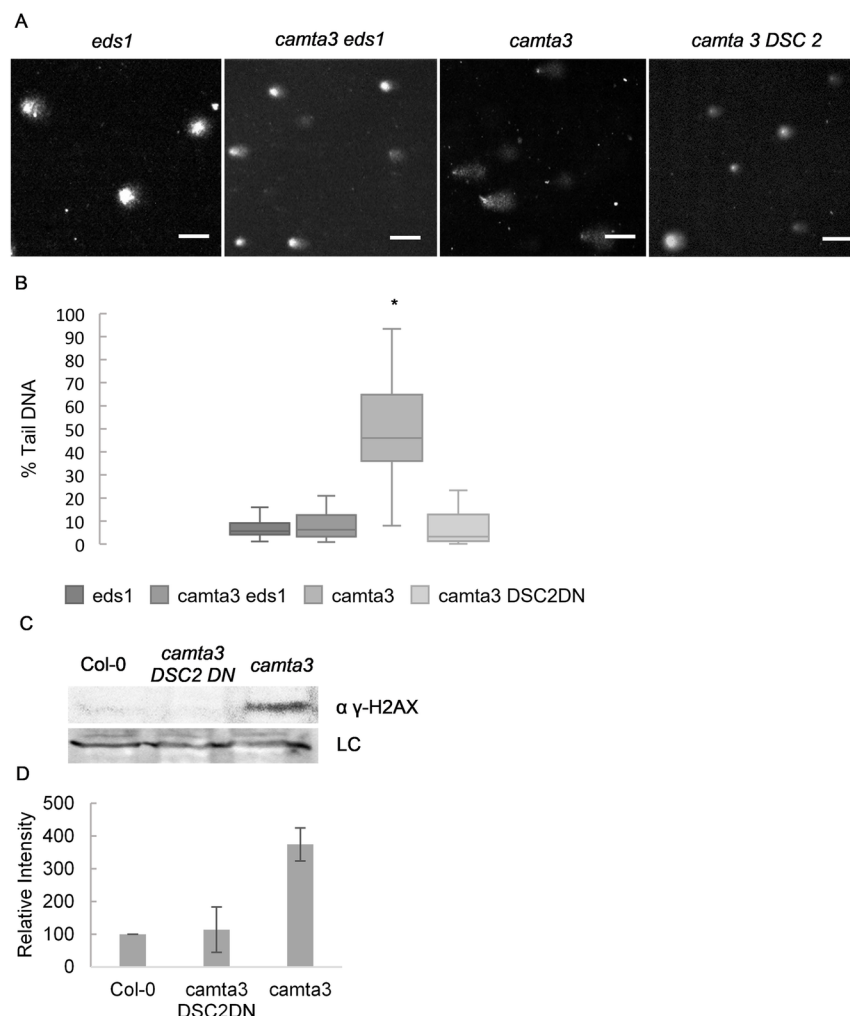 A
eds1 camta3 eds1 camta3 camta 3 DSC 2
B
*
100
90
80
70
60
50
40
30
20
10
0
% Tail DNA
eds1 camta3 eds1 camta3 camta3 DSC2DN
C
Col-0 camta3 DSC2 DN camta3
α γ-H2AX
LC
D
500
400
300
200
100
0
Relative Intensity
Col-0 camta3 camta3
DSC2DN